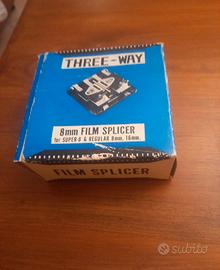 THREE-WAY
8mm FILM SPLICER
for SUPER-8 & REGULAR 8mm, 16mm.
FILM SPLICER
subito